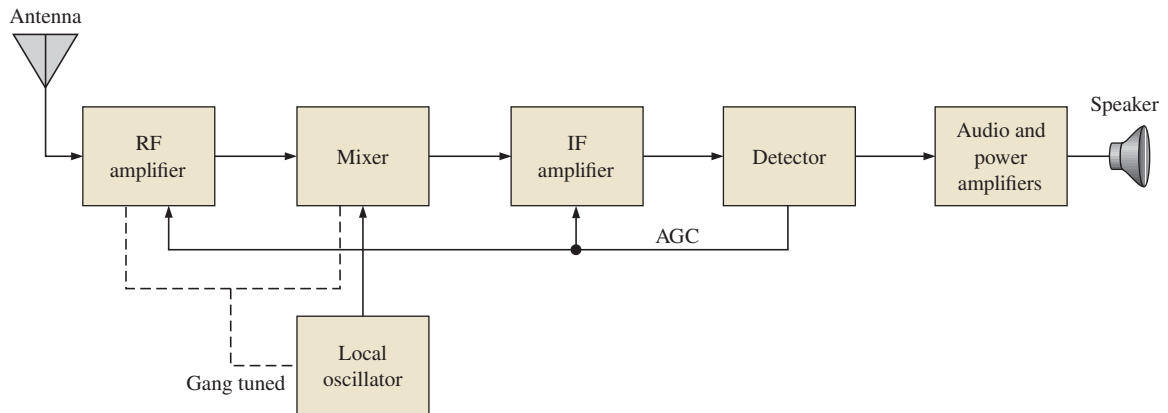 Antenna
RF
amplifier
Mixer
IF
amplifier
Detector
Audio and
power
amplifiers
Speaker
AGC
Local
oscillator
Gang tuned